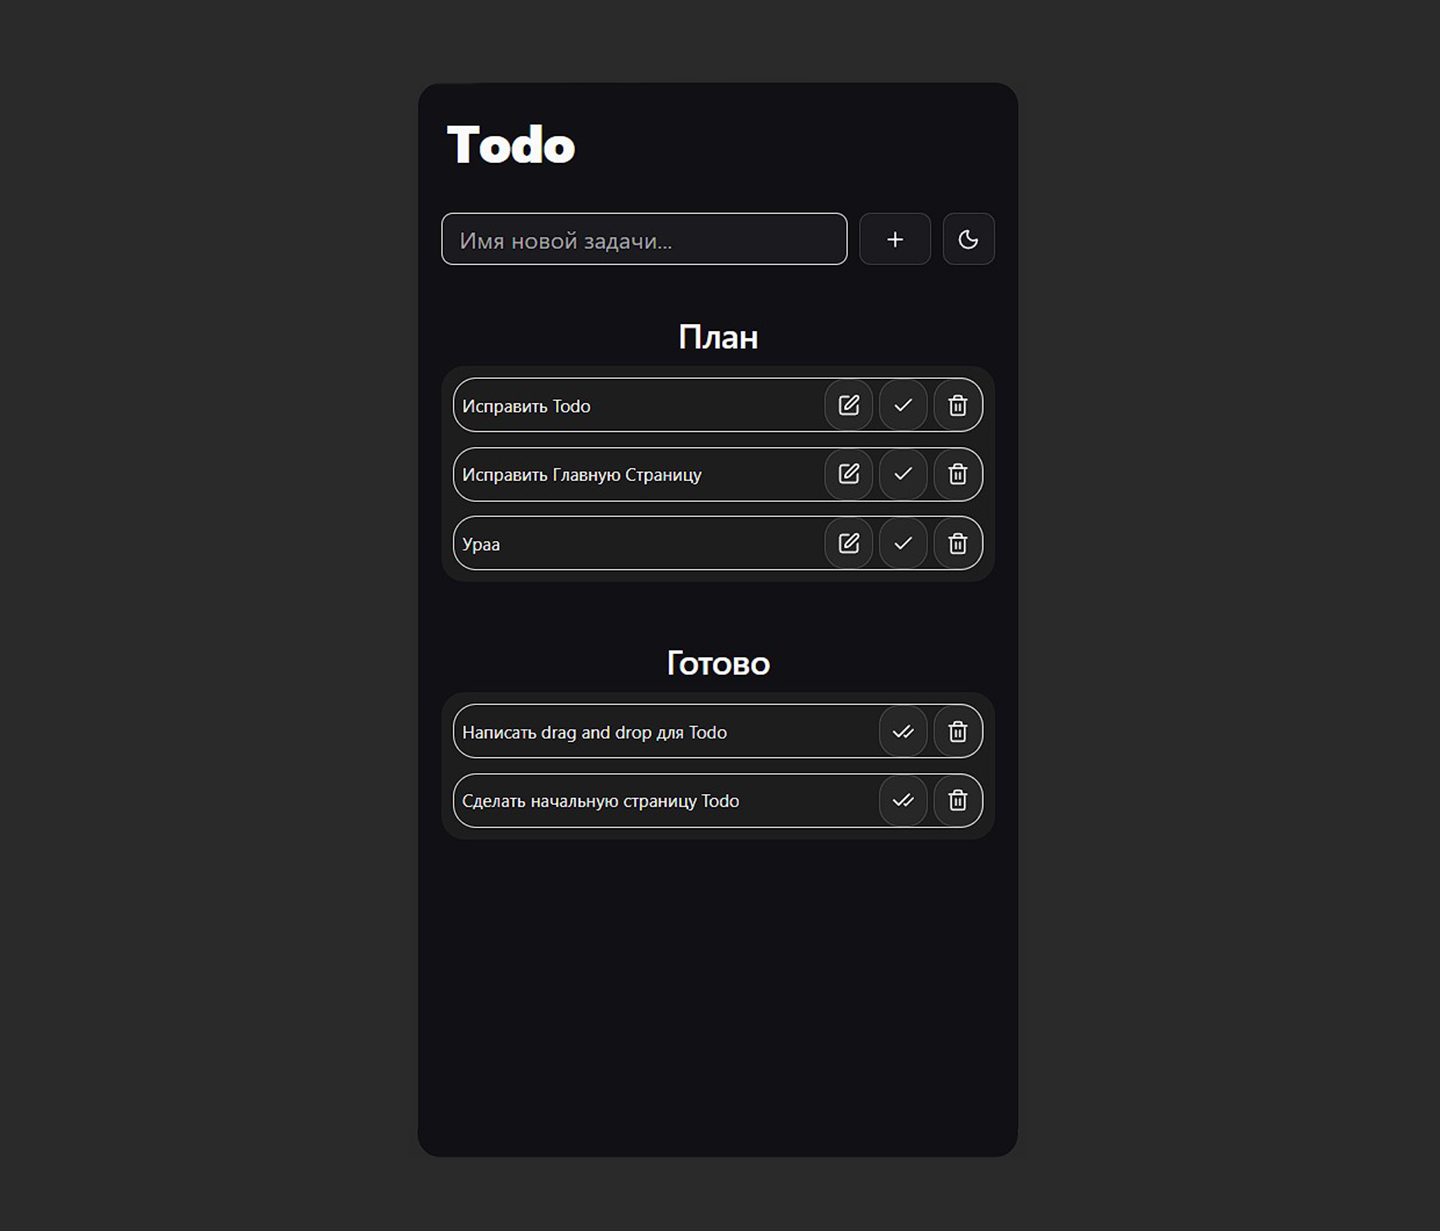 Todo
Имя новой задачи...
План
Исправить Todo
Исправить Главную Страницу
Ураа
Готово
Написать drag and drop для Todo
Сделать начальную страницу Todo